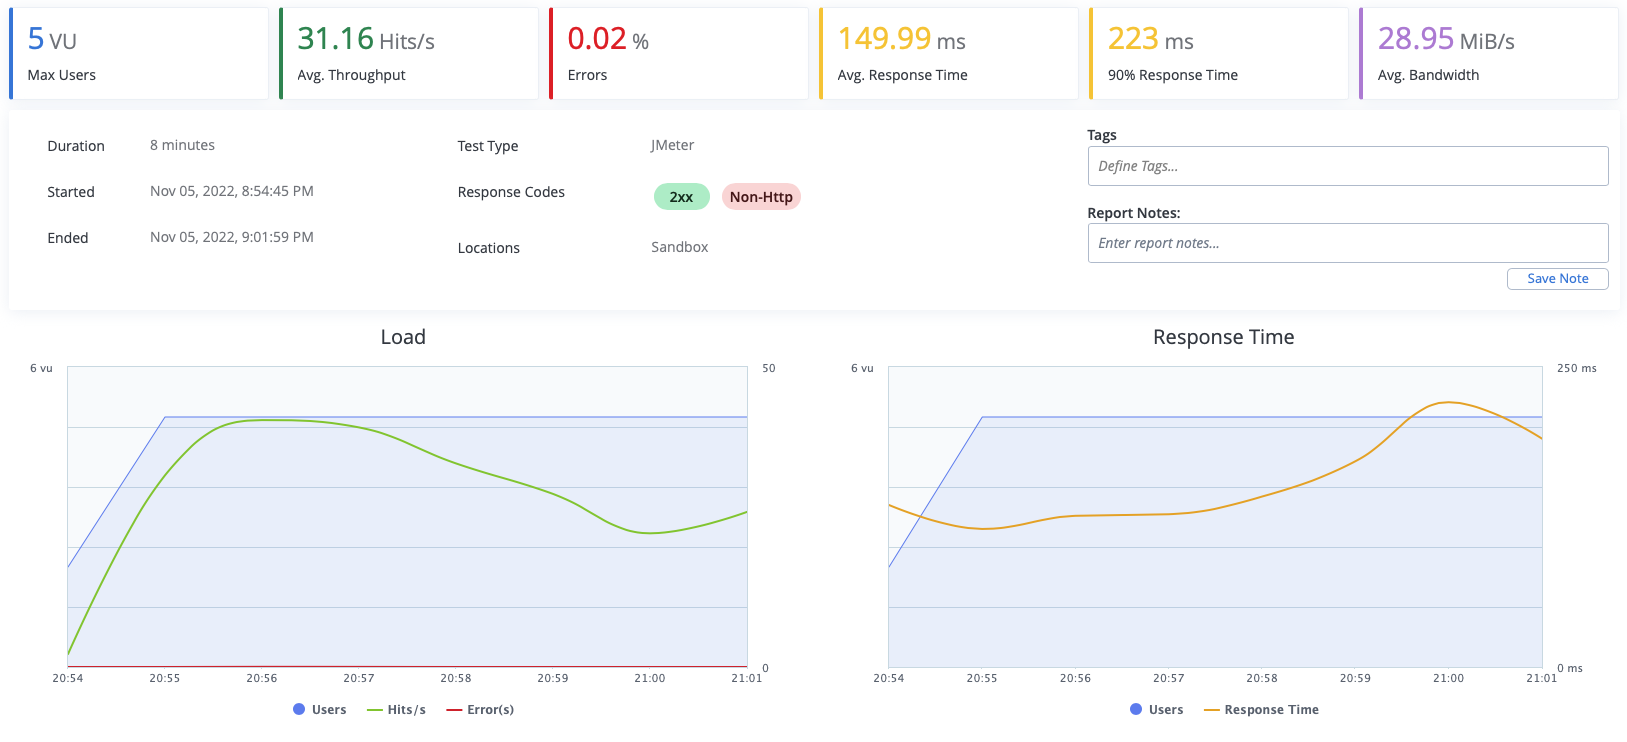 5 VU
Max Users
31.16 Hits/s
Avg. Throughput
0.02 %
Errors
149.99 ms
Avg. Response Time
223 ms
90% Response Time
28.95 MiB/s
Avg. Bandwidth
Duration 8 minutes
Started Nov 05, 2022, 8:54:45 PM
Ended Nov 05, 2022, 9:01:59 PM
Test Type JMeter
Response Codes 2xx Non-Http
Locations Sandbox
Tags
Define Tags...
Report Notes:
Enter report notes...
Save Note
Load
6 vu 50
0
20:54 20:55 20:56 20:57 20:58 20:59 21:00 21:01
Users Hits/s Error(s)
Response Time
6 vu 250 ms
0 ms
20:54 20:55 20:56 20:57 20:58 20:59 21:00 21:01
Users Response Time